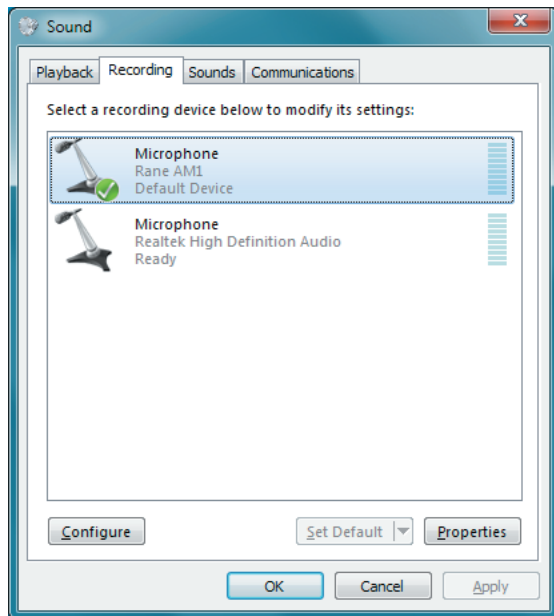 Sound
Playback Recording Sounds Communications
Select a recording device below to modify its settings:
Microphone
Rane AM1
Default Device
Microphone
Realtek High Definition Audio
Ready
Configure Set Default Properties
OK Cancel Apply